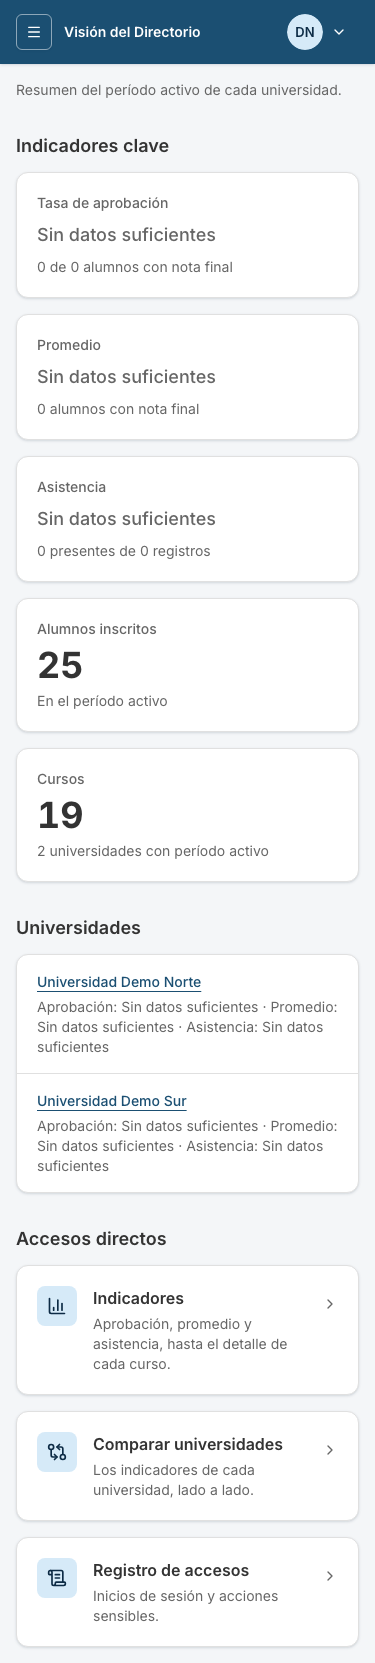 Visión del Directorio
DN
Resumen del período activo de cada universidad.
Indicadores clave
Tasa de aprobación
Sin datos suficientes
0 de 0 alumnos con nota final
Promedio
Sin datos suficientes
0 alumnos con nota final
Asistencia
Sin datos suficientes
0 presentes de 0 registros
Alumnos inscritos
25
En el período activo
Cursos
19
2 universidades con período activo
Universidades
Universidad Demo Norte
Aprobación: Sin datos suficientes · Promedio:
Sin datos suficientes · Asistencia: Sin datos
suficientes
Universidad Demo Sur
Aprobación: Sin datos suficientes · Promedio:
Sin datos suficientes · Asistencia: Sin datos
suficientes
Accesos directos
Indicadores
Aprobación, promedio y
asistencia, hasta el detalle de
cada curso.
Comparar universidades
Los indicadores de cada
universidad, lado a lado.
Registro de accesos
Inicios de sesión y acciones
sensibles.